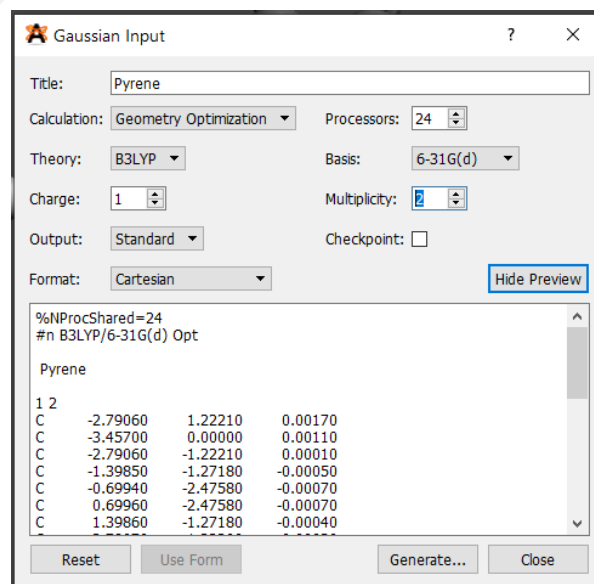 Gaussian Input ? ×
Title: Pyrene
Calculation: Geometry Optimization Processors: 24
Theory: B3LYP Basis: 6-31G(d)
Charge: 1 Multiplicity: 2
Output: Standard Checkpoint:
Format: Cartesian Hide Preview
%NProcShared=24
#n B3LYP/6-31G(d) Opt
Pyrene
1 2
C -2.79060 1.22210 0.00170
C -3.45700 0.00000 0.00110
C -2.79060 -1.22210 0.00010
C -1.39850 -1.27180 -0.00050
C -0.69940 -2.47580 -0.00070
C 0.69960 -2.47580 -0.00070
C 1.39860 -1.27180 -0.00040
Reset Use Form Generate... Close